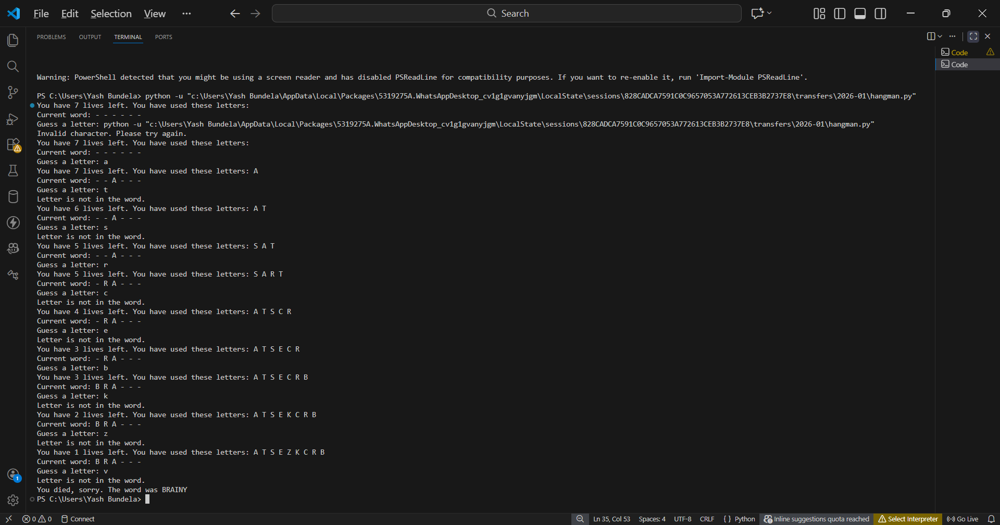 File Edit Selection View ··· Search
PROBLEMS OUTPUT TERMINAL PORTS
Code
Code
Warning: PowerShell detected that you might be using a screen reader and has disabled PSReadLine for compatibility purposes. If you want to re-enable it, run 'Import-Module PSReadLine'.
PS C:\Users\Yash Bundela> python -u "c:\Users\Yash Bundela\AppData\Local\Packages\5319275A.WhatsAppDesktop_cv1g1gvanyjgm\LocalState\sessions\828CADCA7591C0C9657053A772613CEB3B2737E8\transfers\2026-01\hangman.py"
You have 7 lives left. You have used these letters:
Current word: - - - - - -
Guess a letter: python -u "c:\Users\Yash Bundela\AppData\Local\Packages\5319275A.WhatsAppDesktop_cv1g1gvanyjgm\LocalState\sessions\828CADCA7591C0C9657053A772613CEB3B2737E8\transfers\2026-01\hangman.py"
Invalid character. Please try again.
You have 7 lives left. You have used these letters:
Current word: - - - - - -
Guess a letter: a
You have 7 lives left. You have used these letters: A
Current word: - - A - - -
Guess a letter: t
Letter is not in the word.
You have 6 lives left. You have used these letters: A T
Current word: - - A - - -
Guess a letter: s
Letter is not in the word.
You have 5 lives left. You have used these letters: S A T
Current word: - - A - - -
Guess a letter: r
You have 5 lives left. You have used these letters: S A R T
Current word: - R A - - -
Guess a letter: c
Letter is not in the word.
You have 4 lives left. You have used these letters: A T S C R
Current word: - R A - - -
Guess a letter: e
Letter is not in the word.
You have 3 lives left. You have used these letters: A T S E C R
Current word: - R A - - -
Guess a letter: b
You have 3 lives left. You have used these letters: A T S E C R B
Current word: B R A - - -
Guess a letter: k
Letter is not in the word.
You have 2 lives left. You have used these letters: A T S E K C R B
Current word: B R A - - -
Guess a letter: z
Letter is not in the word.
You have 1 lives left. You have used these letters: A T S E Z K C R B
Current word: B R A - - -
Guess a letter: v
Letter is not in the word.
You died, sorry. The word was BRAINY
PS C:\Users\Yash Bundela>
1
0 0 Connect Ln 35, Col 53 Spaces: 4 UTF-8 CRLF { } Python Inline suggestions quota reached Select Interpreter Go Live